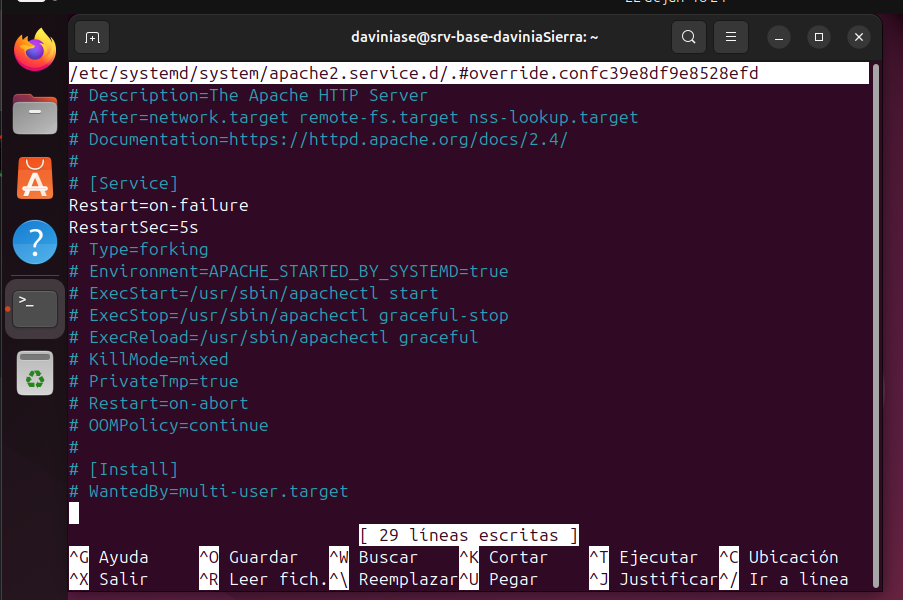 daviniase@srv-base-daviniaSierra: ~
/etc/systemd/system/apache2.service.d/.#override.confc39e8df9e8528efd
# Description=The Apache HTTP Server
# After=network.target remote-fs.target nss-lookup.target
# Documentation=https://httpd.apache.org/docs/2.4/
#
# [Service]
Restart=on-failure
RestartSec=5s
# Type=forking
# Environment=APACHE_STARTED_BY_SYSTEMD=true
# ExecStart=/usr/sbin/apachectl start
# ExecStop=/usr/sbin/apachectl graceful-stop
# ExecReload=/usr/sbin/apachectl graceful
# KillMode=mixed
# PrivateTmp=true
# Restart=on-abort
# OOMPolicy=continue
#
# [Install]
# WantedBy=multi-user.target
[ 29 líneas escritas ]
^G Ayuda ^O Guardar ^W Buscar ^K Cortar ^T Ejecutar ^C Ubicación
^X Salir ^R Leer fich. ^\ Reemplazar ^U Pegar ^J Justificar ^/ Ir a línea